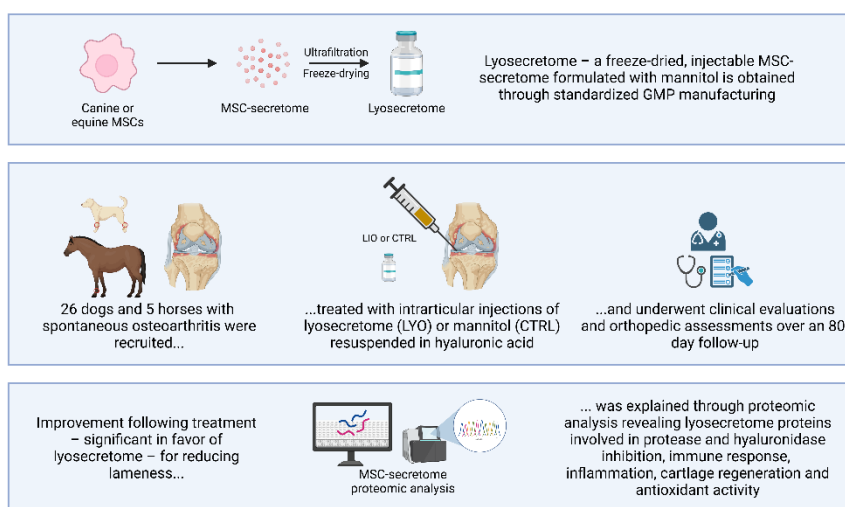 Ultrafiltration
Freeze-drying
Canine or
equine MSCs
MSC-secretome
Lyosecretome
Lyosecretome – a freeze-dried, injectable MSC-
secretome formulated with mannitol is obtained
through standardized GMP manufacturing
26 dogs and 5 horses with
spontaneous osteoarthritis were
recruited...
LIO or CTRL
...treated with intrarticular injections of
lyosecretome (LYO) or mannitol (CTRL)
resuspended in hyaluronic acid
...and underwent clinical evaluations
and orthopedic assessments over an 80
day follow-up
Improvement following treatment
– significant in favor of
lyosecretome – for reducing
lameness...
MSC-secretome
proteomic analysis
... was explained through proteomic
analysis revealing lyosecretome proteins
involved in protease and hyaluronidase
inhibition, immune response,
inflammation, cartlage regeneration and
antioxidant activity